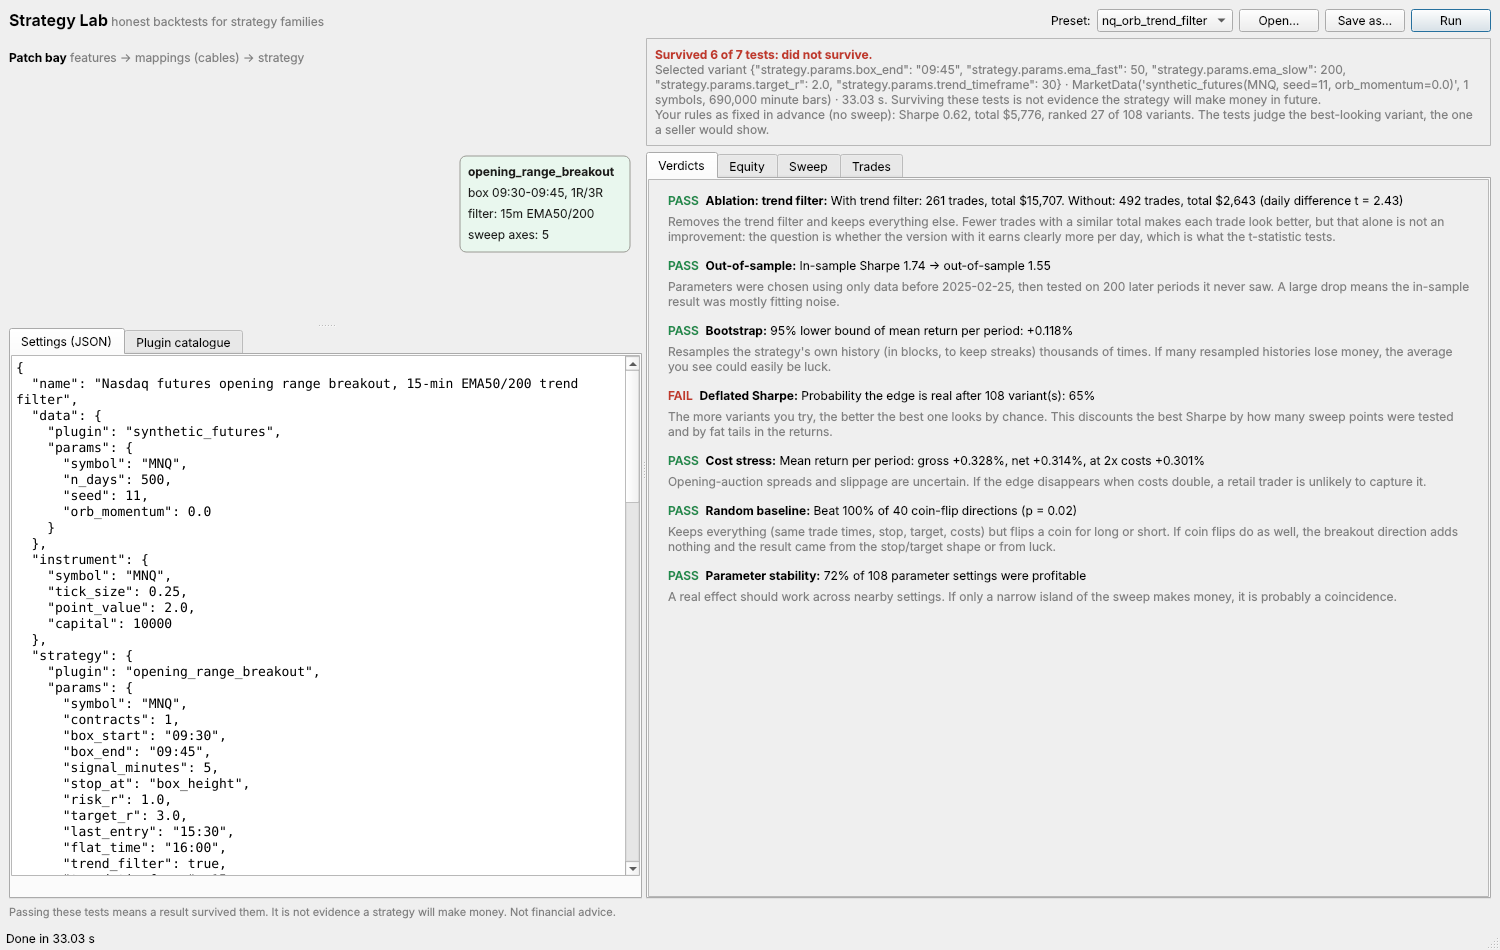 Strategy Lab honest backtests for strategy families
Preset: nq_orb_trend_filter Open... Save as... Run
Patch bay features → mappings (cables) → strategy
opening_range_breakout
box 09:30-09:45, 1R/3R
filter: 15m EMA50/200
sweep axes: 5
Settings (JSON) Plugin catalogue
{
  "name": "Nasdaq futures opening range breakout, 15-min EMA50/200 trend
filter",
  "data": {
    "plugin": "synthetic_futures",
    "params": {
      "symbol": "MNQ",
      "n_days": 500,
      "seed": 11,
      "orb_momentum": 0.0
    }
  },
  "instrument": {
    "symbol": "MNQ",
    "tick_size": 0.25,
    "point_value": 2.0,
    "capital": 10000
  },
  "strategy": {
    "plugin": "opening_range_breakout",
    "params": {
      "symbol": "MNQ",
      "contracts": 1,
      "box_start": "09:30",
      "box_end": "09:45",
      "signal_minutes": 5,
      "stop_at": "box_height",
      "risk_r": 1.0,
      "target_r": 3.0,
      "last_entry": "15:30",
      "flat_time": "16:00",
      "trend_filter": true,
Survived 6 of 7 tests: did not survive.
Selected variant {"strategy.params.box_end": "09:45", "strategy.params.ema_fast": 50, "strategy.params.ema_slow": 200,
"strategy.params.target_r": 2.0, "strategy.params.trend_timeframe": 30} · MarketData('synthetic_futures(MNQ, seed=11, orb_momentum=0.0)', 1
symbols, 690,000 minute bars) · 33.03 s. Surviving these tests is not evidence the strategy will make money in future.
Your rules as fixed in advance (no sweep): Sharpe 0.62, total $5,776, ranked 27 of 108 variants. The tests judge the best-looking variant, the one
a seller would show.
Verdicts Equity Sweep Trades
PASS Ablation: trend filter: With trend filter: 261 trades, total $15,707. Without: 492 trades, total $2,643 (daily difference t = 2.43)
Removes the trend filter and keeps everything else. Fewer trades with a similar total makes each trade look better, but that alone is not an
improvement: the question is whether the version with it earns clearly more per day, which is what the t-statistic tests.
PASS Out-of-sample: In-sample Sharpe 1.74 → out-of-sample 1.55
Parameters were chosen using only data before 2025-02-25, then tested on 200 later periods it never saw. A large drop means the in-sample
result was mostly fitting noise.
PASS Bootstrap: 95% lower bound of mean return per period: +0.118%
Resamples the strategy's own history (in blocks, to keep streaks) thousands of times. If many resampled histories lose money, the average
you see could easily be luck.
FAIL Deflated Sharpe: Probability the edge is real after 108 variant(s): 65%
The more variants you try, the better the best one looks by chance. This discounts the best Sharpe by how many sweep points were tested
and by fat tails in the returns.
PASS Cost stress: Mean return per period: gross +0.328%, net +0.314%, at 2x costs +0.301%
Opening-auction spreads and slippage are uncertain. If the edge disappears when costs double, a retail trader is unlikely to capture it.
PASS Random baseline: Beat 100% of 40 coin-flip directions (p = 0.02)
Keeps everything (same trade times, stop, target, costs) but flips a coin for long or short. If coin flips do as well, the breakout direction adds
nothing and the result came from the stop/target shape or from luck.
PASS Parameter stability: 72% of 108 parameter settings were profitable
A real effect should work across nearby settings. If only a narrow island of the sweep makes money, it is probably a coincidence.
Passing these tests means a result survived them. It is not evidence a strategy will make money. Not financial advice.
Done in 33.03 s